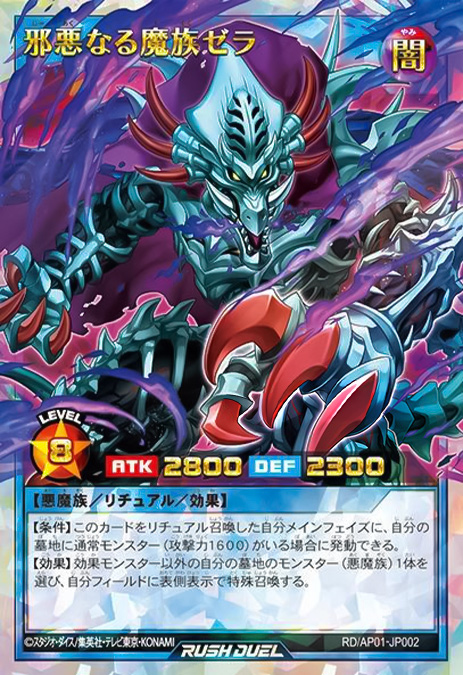 邪悪なる魔族ゼラ
やみ
闇
LEVEL
8
ATK 2800 DEF 2300
【悪魔族／リチュアル／効果】
【条件】このカードをリチュアル召喚した自分メインフェイズに、自分の
墓地に通常モンスター(攻撃力1600)がいる場合に発動できる。
【効果】効果モンスター以外の自分の墓地のモンスター(悪魔族)1体を
選び、自分フィールドに表側表示で特殊召喚する。
©スタジオ・ダイス/集英社・テレビ東京・KONAMI
RD/AP01-JP002
RUSH DUEL